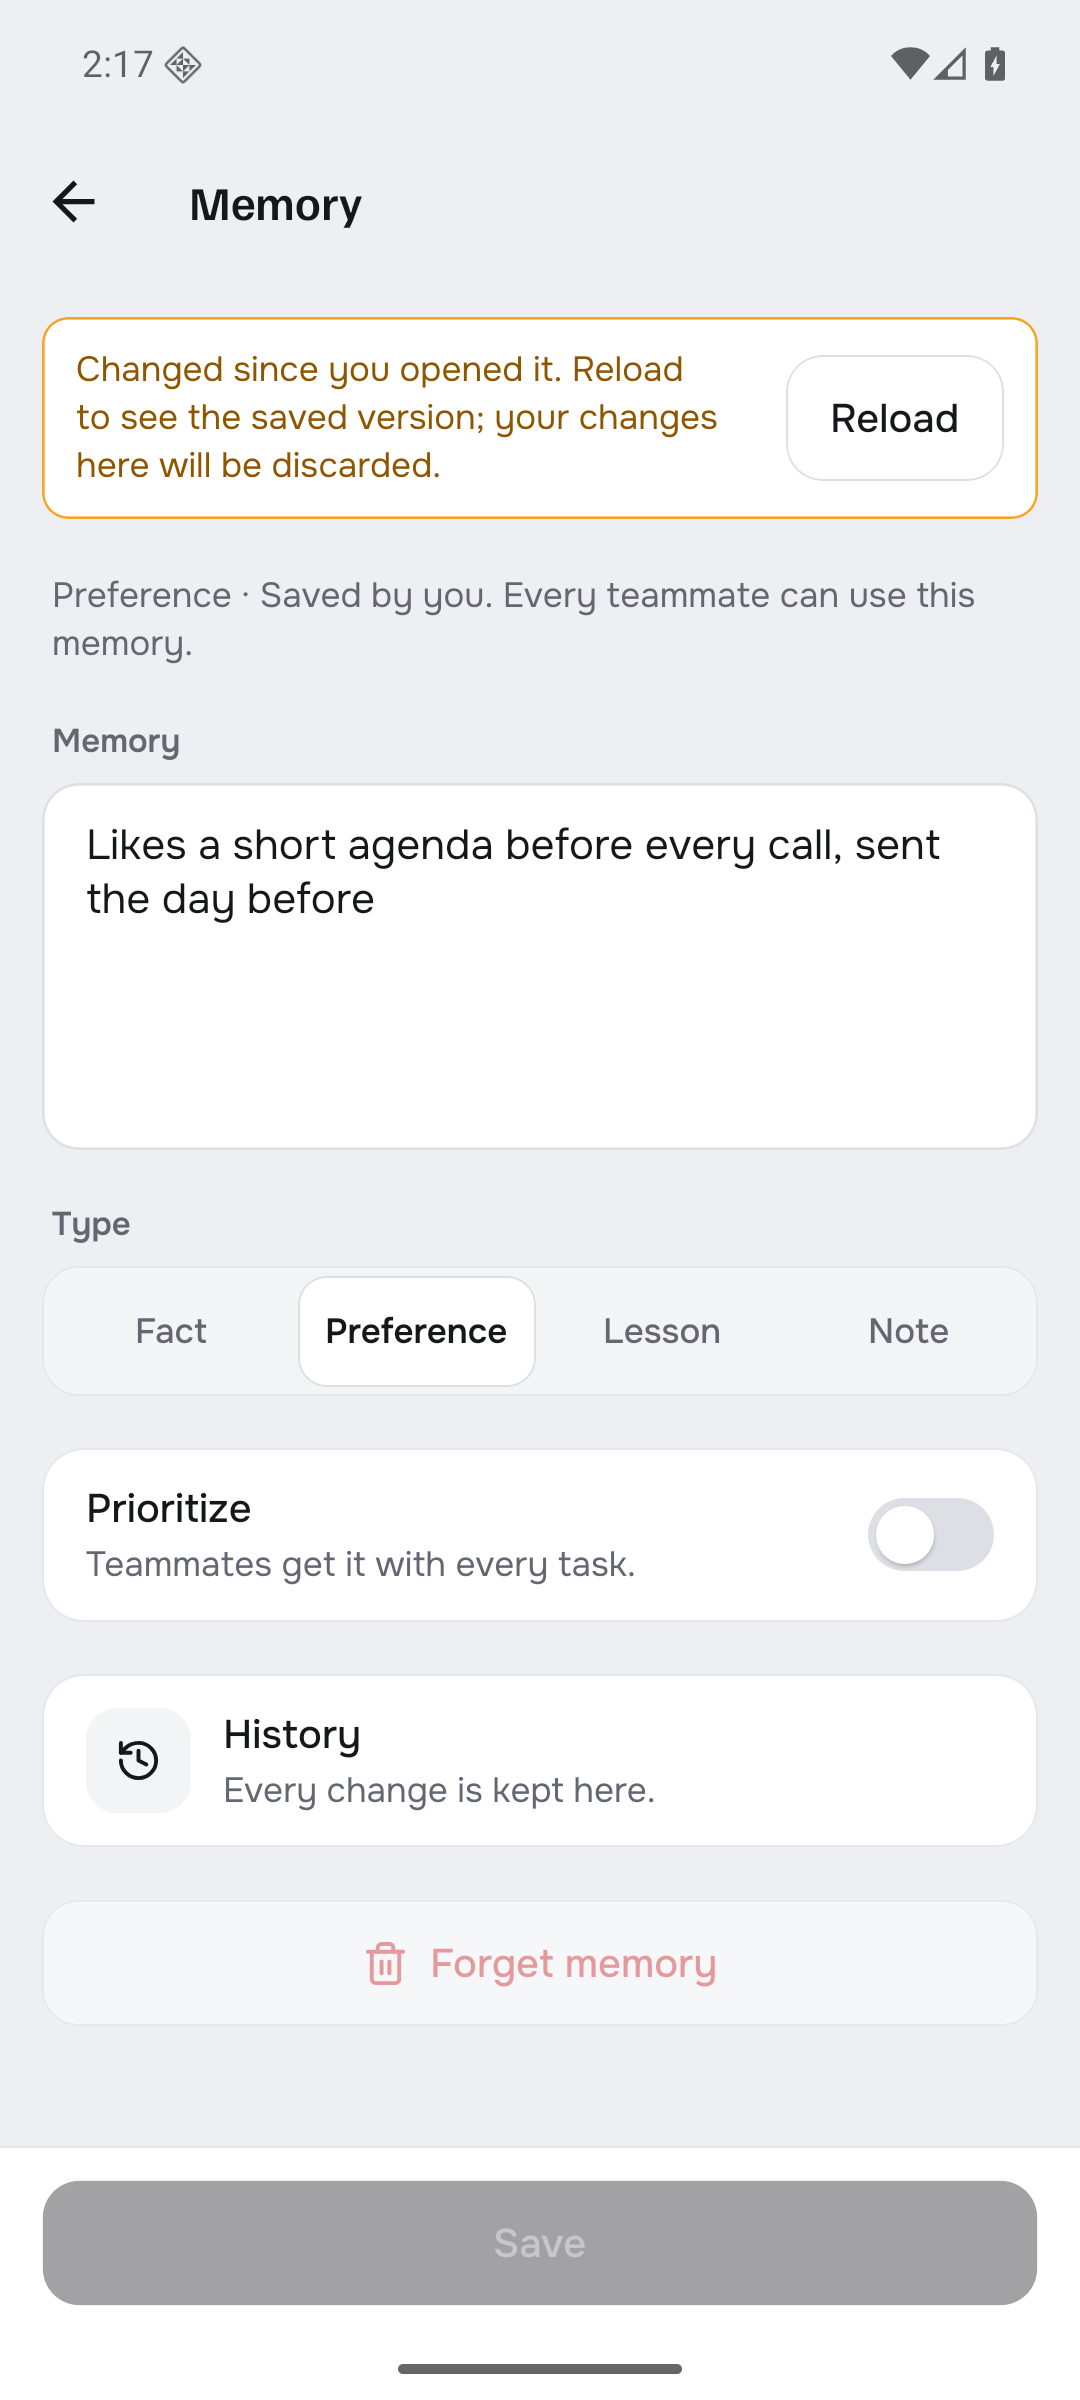 2:17
Memory
Changed since you opened it. Reload
to see the saved version; your changes
here will be discarded.
Reload
Preference · Saved by you. Every teammate can use this
memory.
Memory
Likes a short agenda before every call, sent
the day before
Type
Fact
Preference
Lesson
Note
Prioritize
Teammates get it with every task.
History
Every change is kept here.
Forget memory
Save